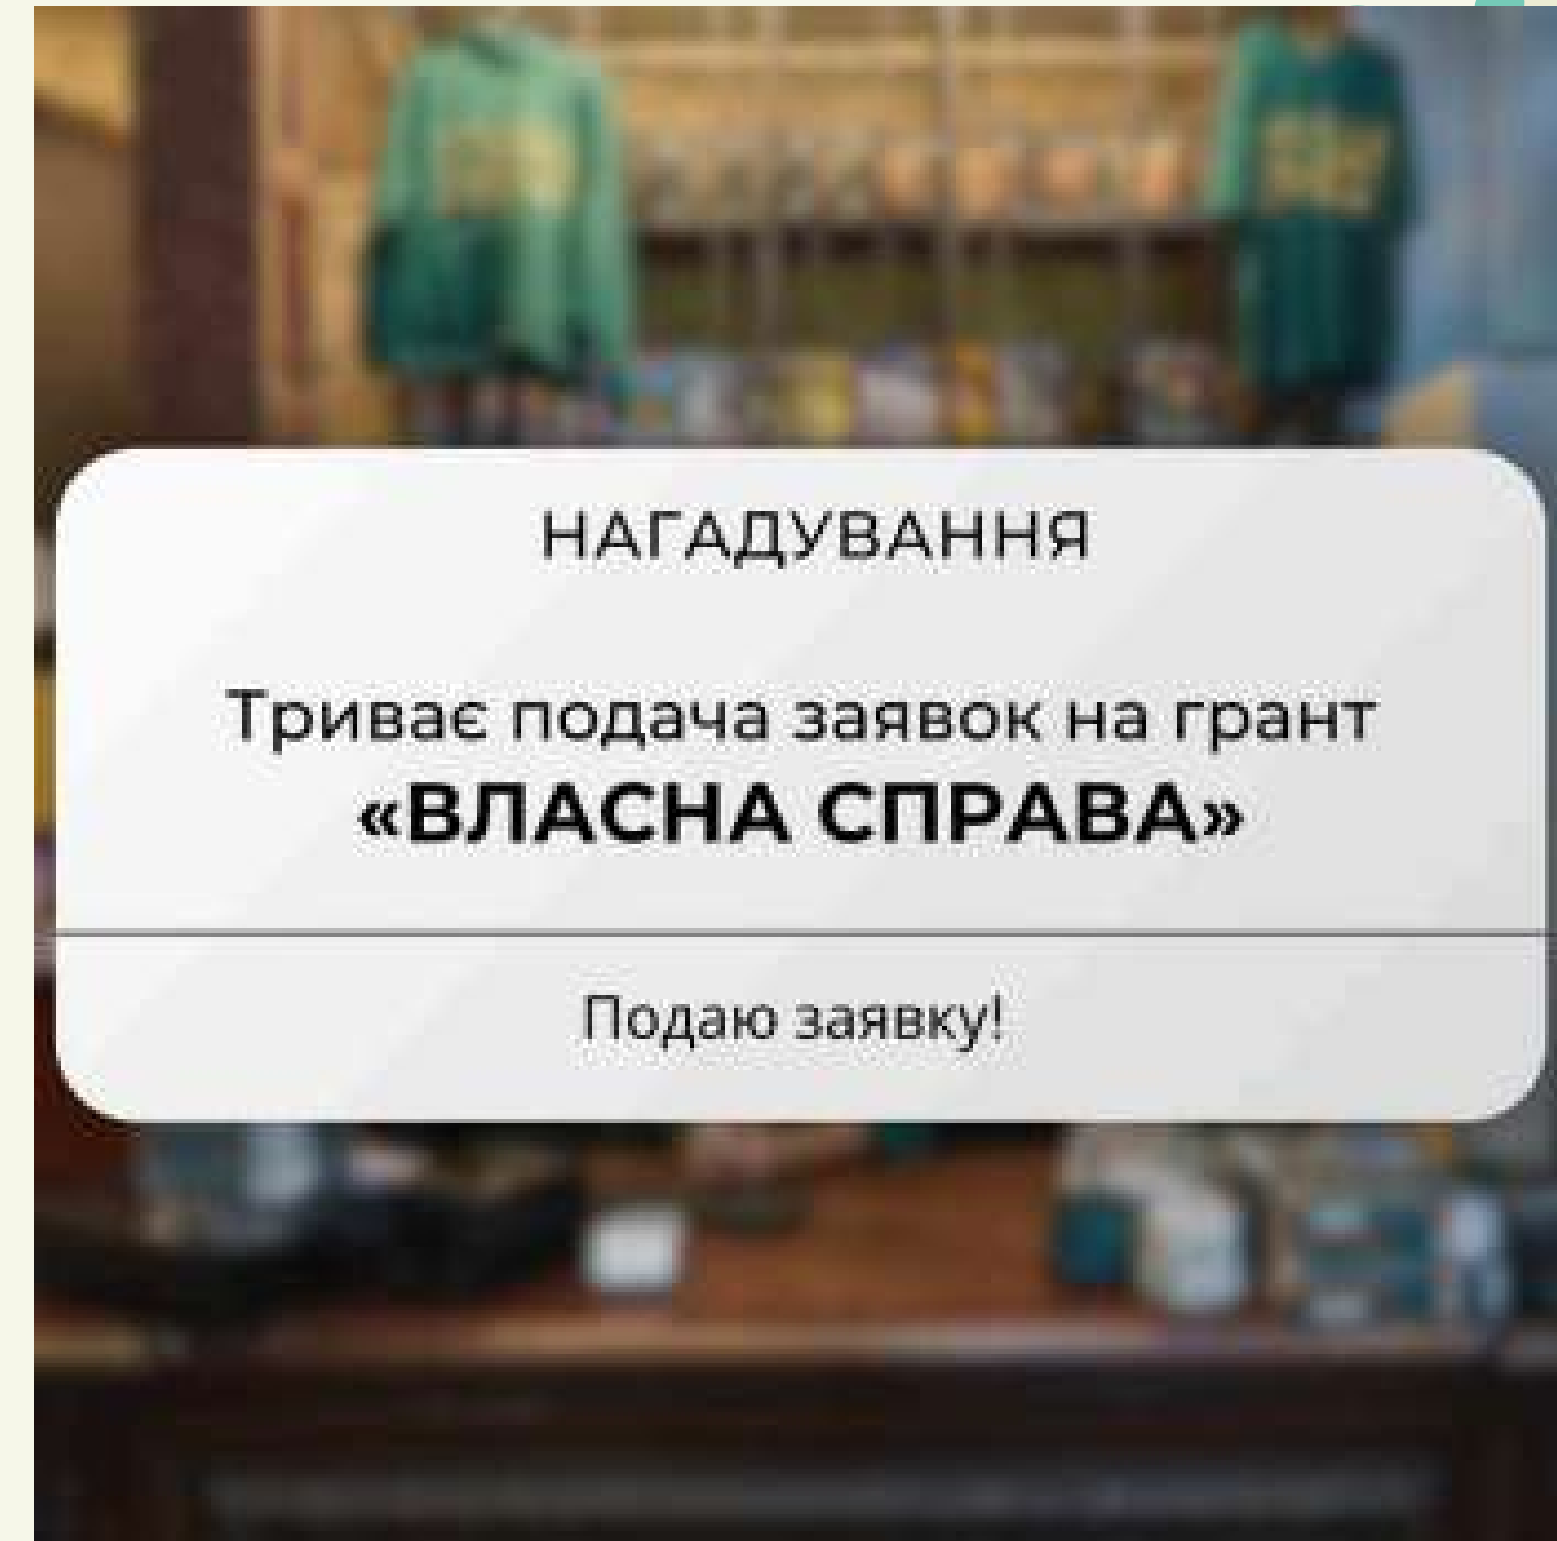 НАГАДУВАННЯ
Триває подача заявок на грант
«ВЛАСНА СПРАВА»
Подаю заявку!